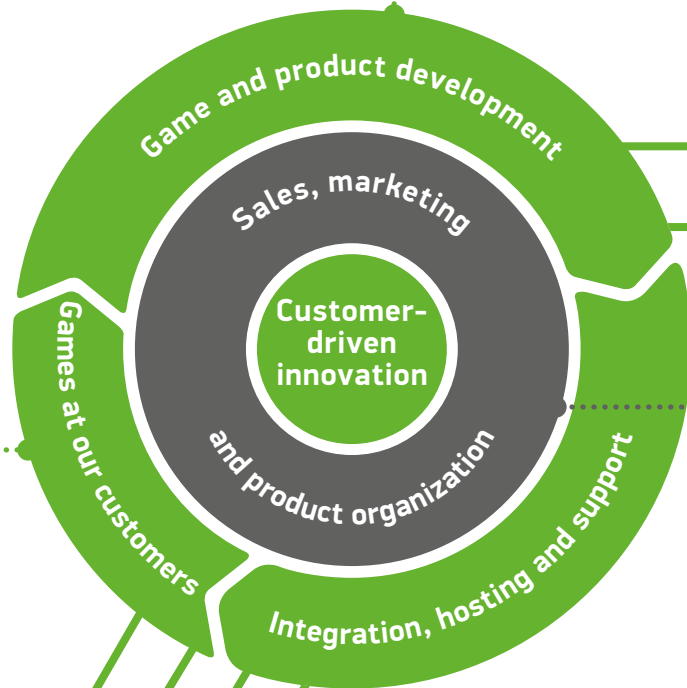 Game and product development
Sales, marketing
Customer-
driven
innovation
and product organization
Games at our customers
Integration, hosting and support